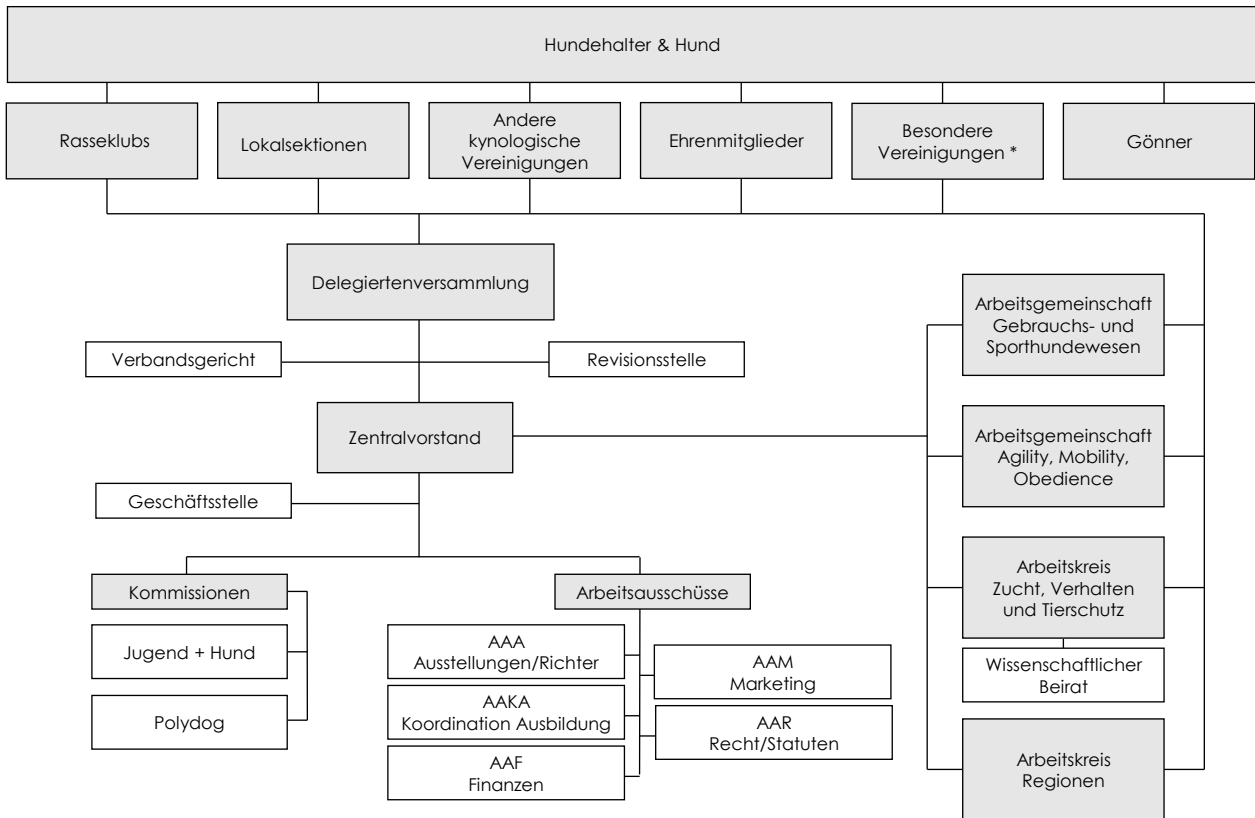 Hundehalter & Hund
Rasseklubs
Lokalsektionen
Andere
kynologische
Vereinigungen
Ehrenmitglieder
Besondere
Vereinigungen *
Gönner
Delegiertenversammlung
Verbandsgericht
Revisionsstelle
Zentralvorstand
Geschäftsstelle
Kommissionen
Jugend + Hund
Polydog
Arbeitsausschüsse
AAA
Ausstellungen/Richter
AAKA
Koordination Ausbildung
AAF
Finanzen
AAM
Marketing
AAR
Recht/Statuten
Arbeitsgemeinschaft
Gebrauchs- und
Sporthundewesen
Arbeitsgemeinschaft
Agility, Mobility,
Obedience
Arbeitskreis
Zucht, Verhalten
und Tierschutz
Wissenschaftlicher
Beirat
Arbeitskreis
Regionen